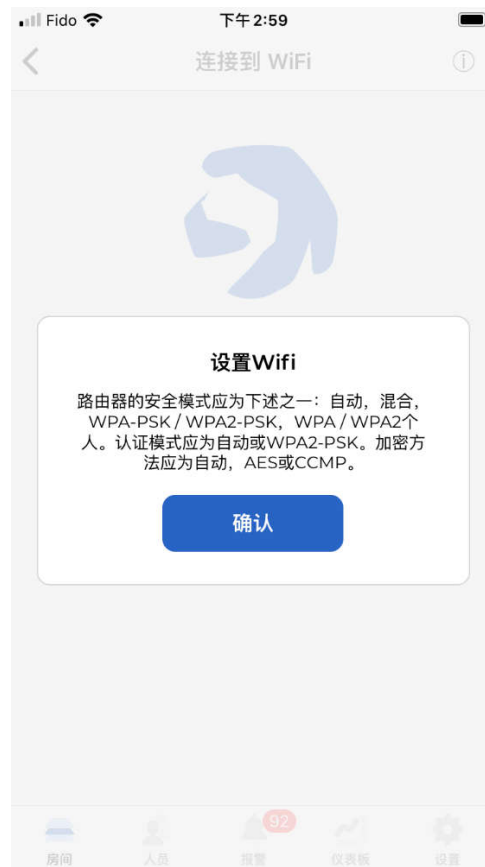 Fido 下午2:59
连接到 WiFi
设置Wifi
路由器的安全模式应为下述之一：自动，混合，
WPA-PSK / WPA2-PSK，WPA / WPA2个
人。认证模式应为自动或WPA2-PSK。加密方
法应为自动，AES或CCMP。
确认
92
房间 人员 报警 仪表板 设置